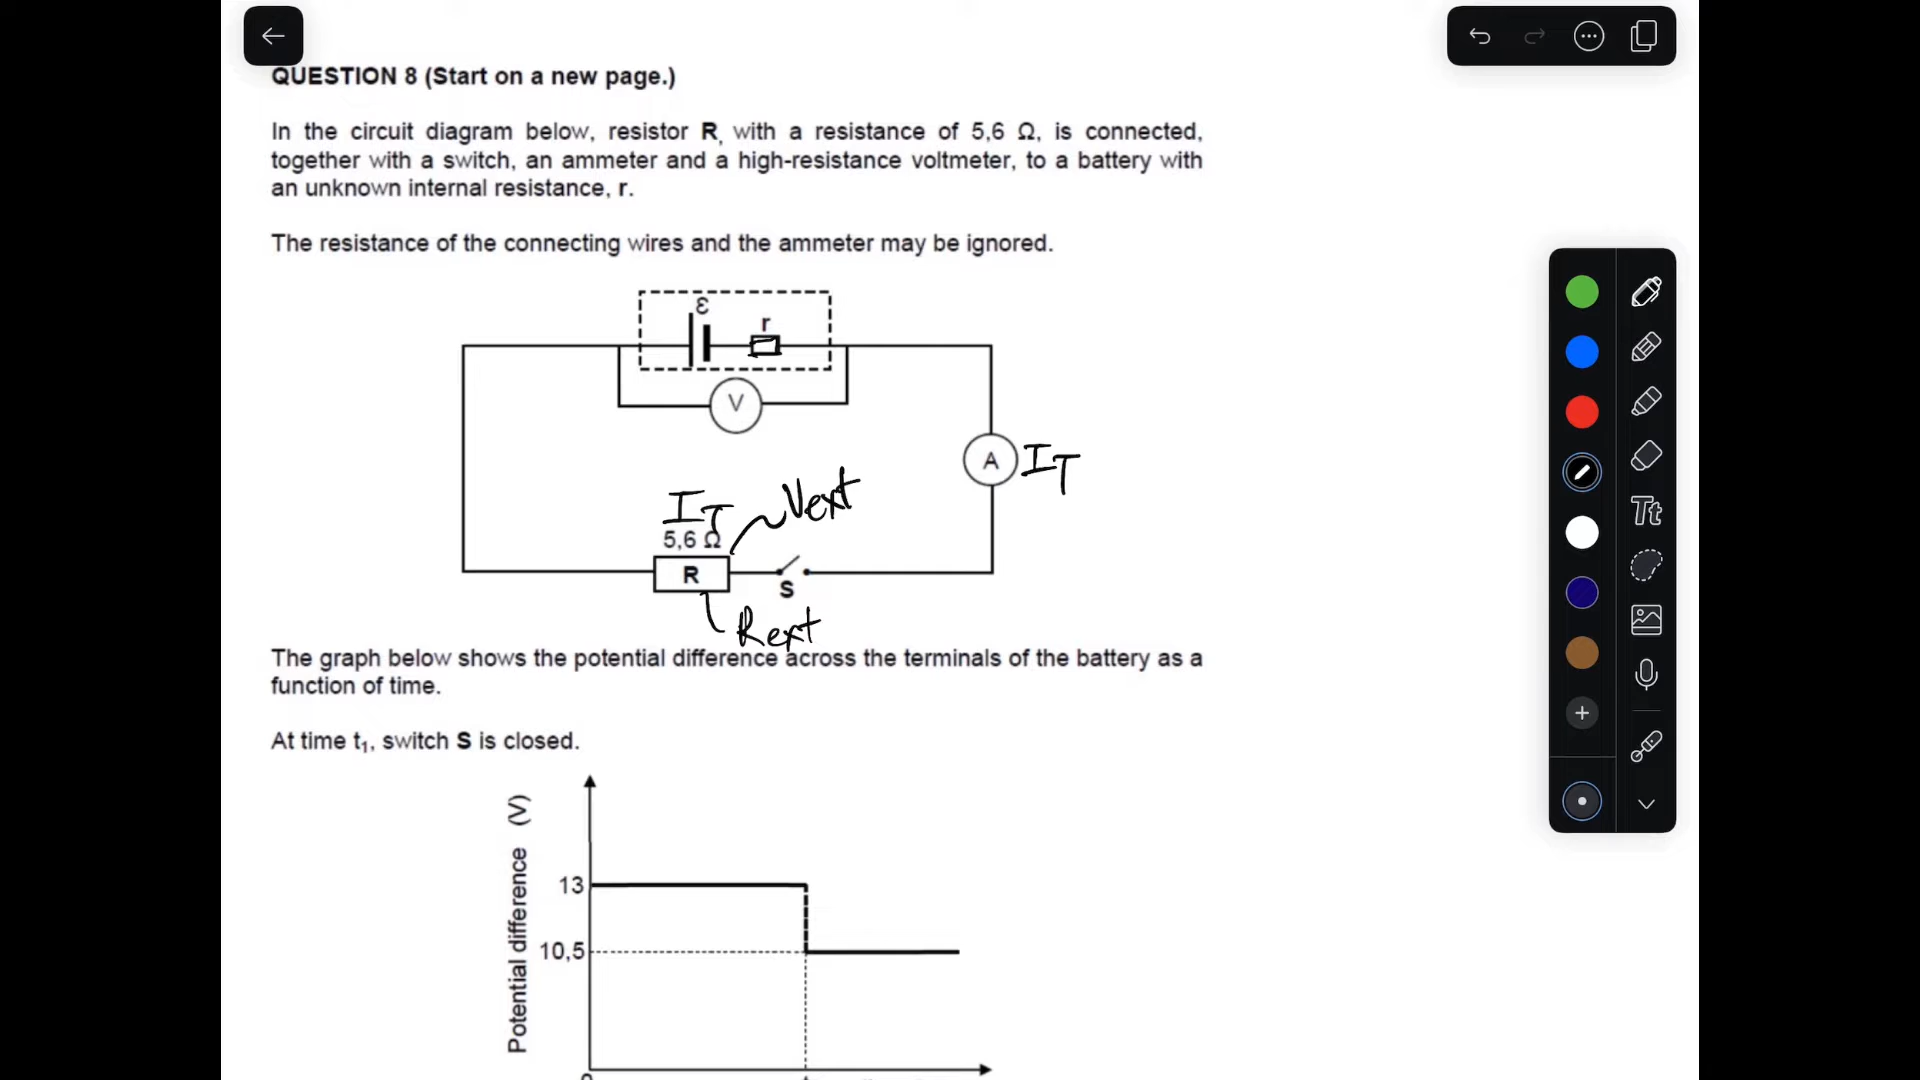 QUESTION 8 (Start on a new page.)
In the circuit diagram below, resistor R, with a resistance of 5,6 Ω, is connected,
together with a switch, an ammeter and a high-resistance voltmeter, to a battery with
an unknown internal resistance, r.
The resistance of the connecting wires and the ammeter may be ignored.
ε
r
V
A
I_T
I_T
Vext
5,6 Ω
R
S
Rext
The graph below shows the potential difference across the terminals of the battery as a
function of time.
At time t₁, switch S is closed.
Potential difference (V)
13
10,5
Tt